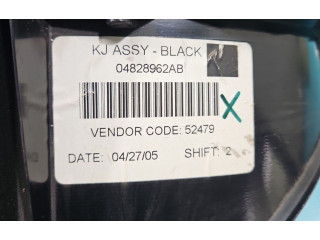 KJ ASSY - BLACK
04828962AB
X
VENDOR CODE: 52479
DATE: 04/27/05 SHIFT: 2